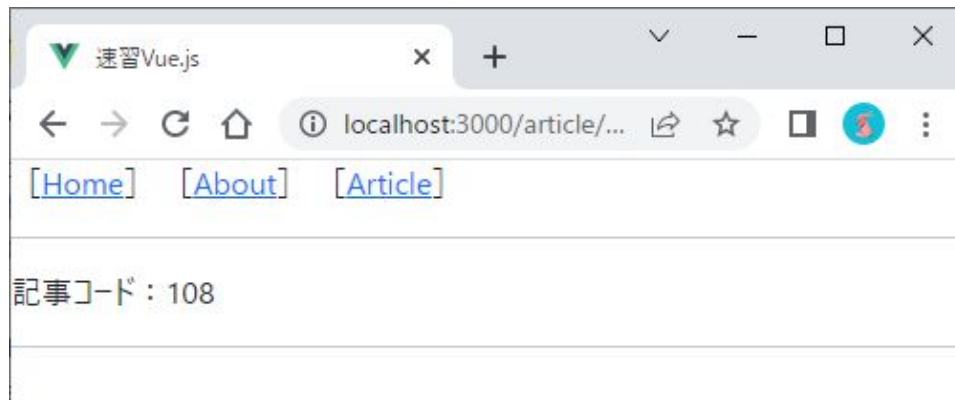 速習Vue.js
localhost:3000/article/...
[Home] [About] [Article]
記事コード：108